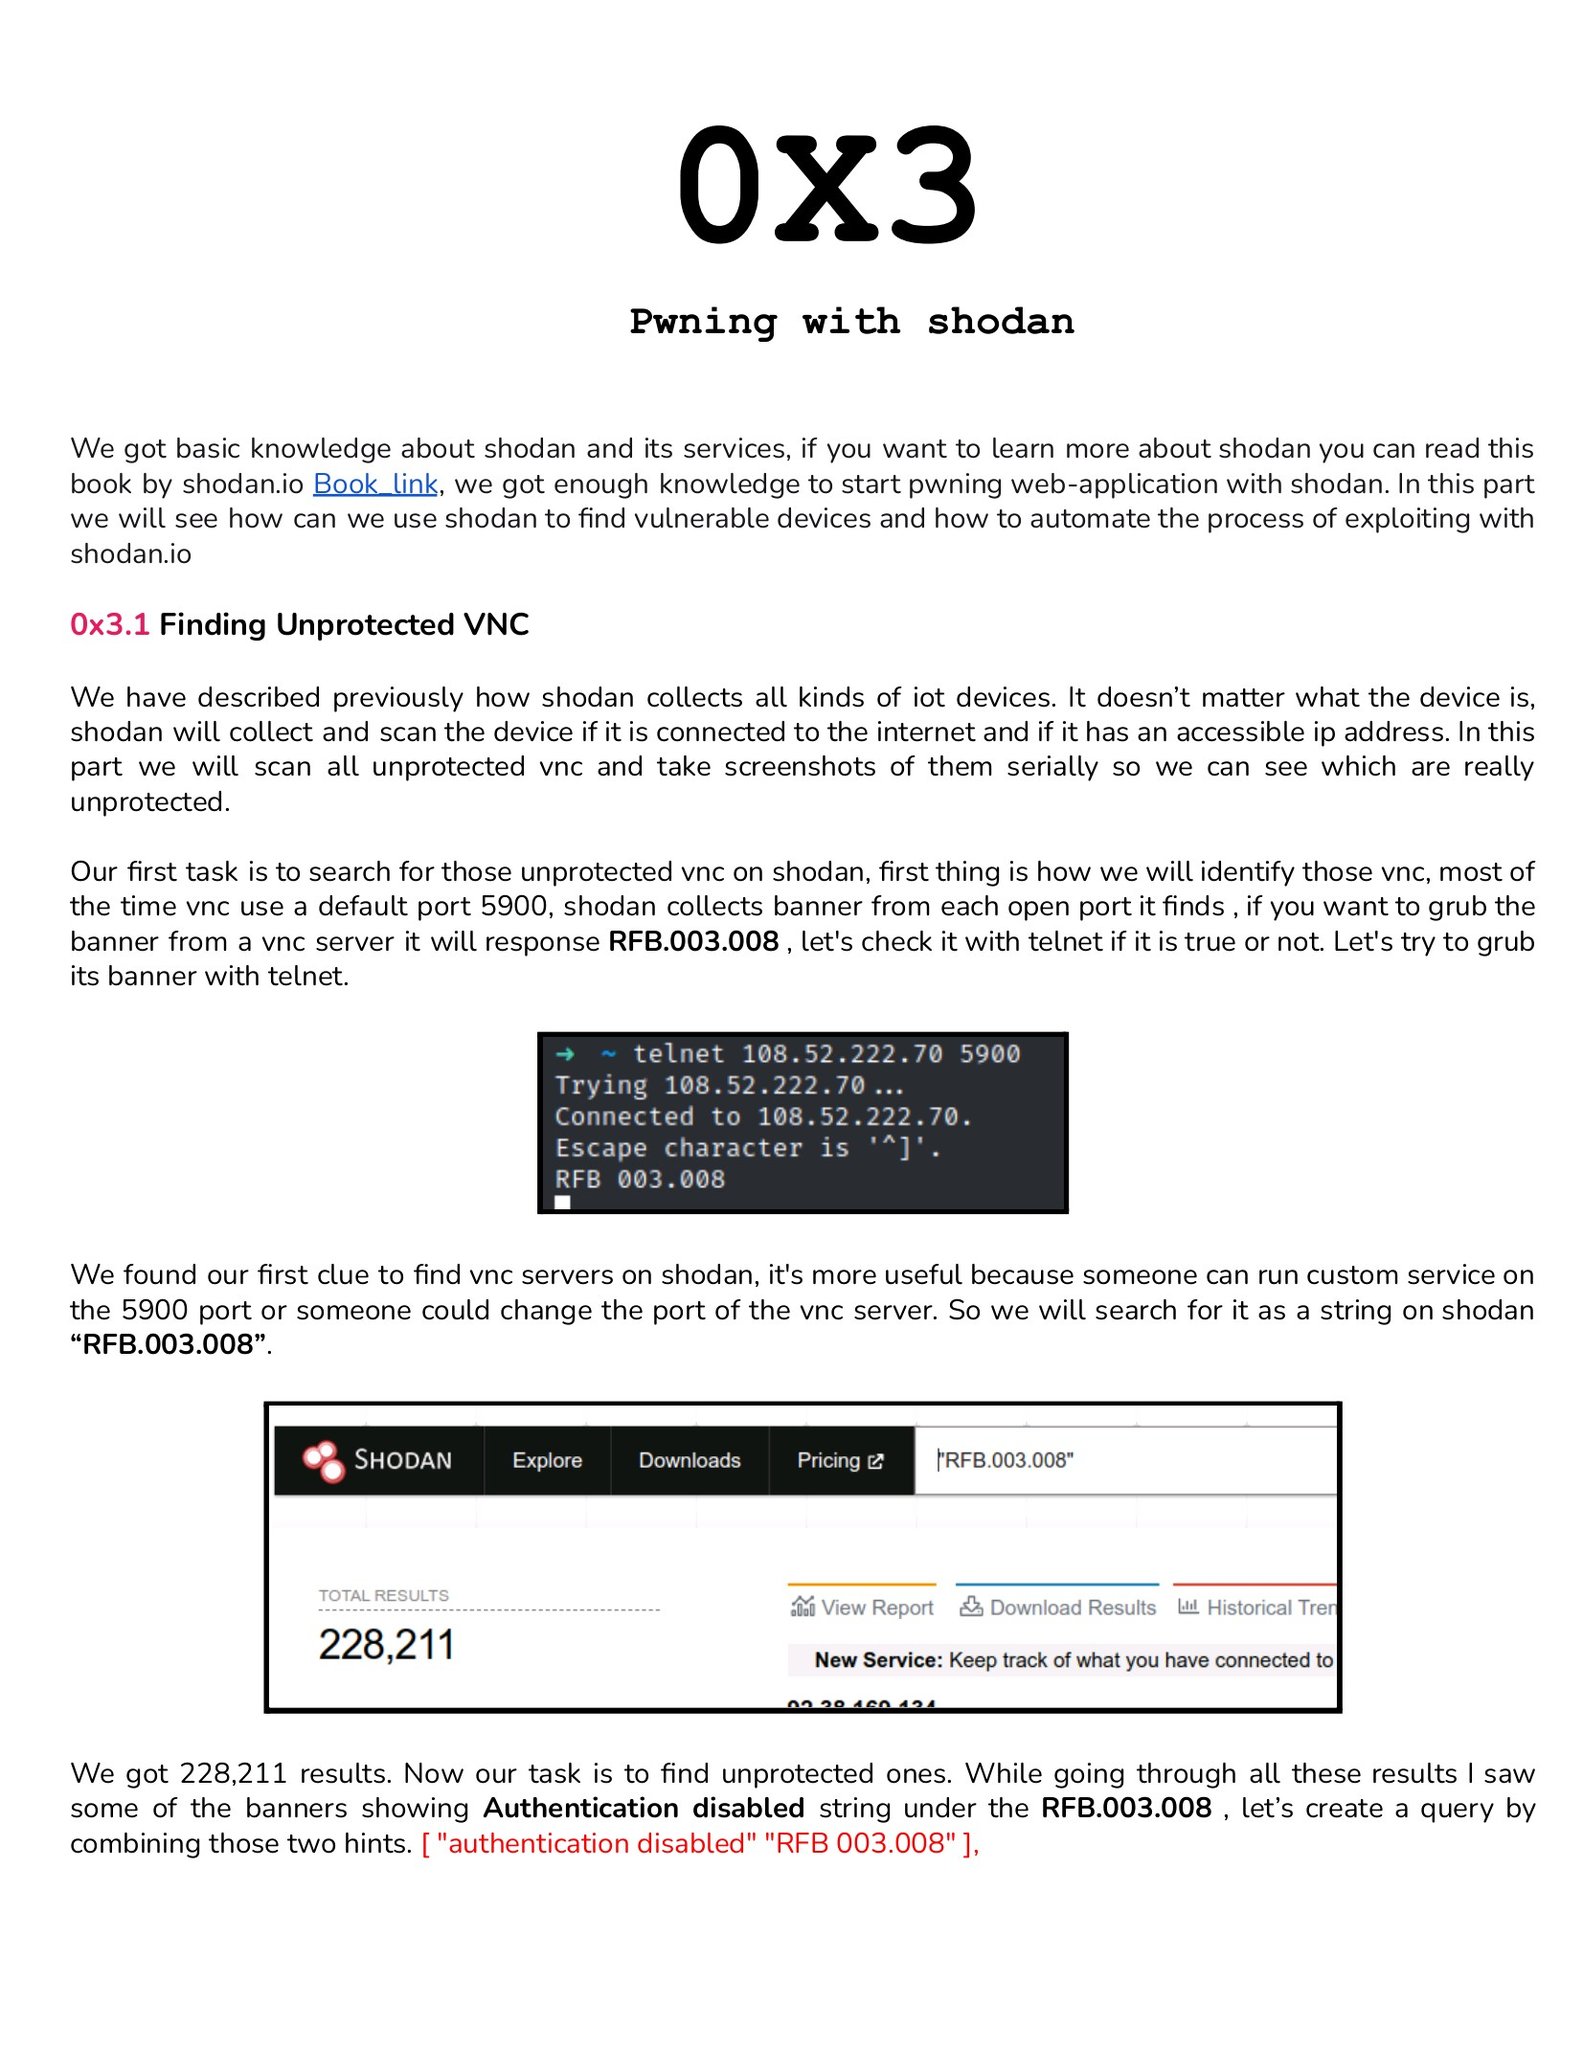 0X3
Pwning with shodan
We got basic knowledge about shodan and its services, if you want to learn more about shodan you can read this
book by shodan.io Book_link, we got enough knowledge to start pwning web-application with shodan. In this part
we will see how can we use shodan to find vulnerable devices and how to automate the process of exploiting with
shodan.io
0x3.1 Finding Unprotected VNC
We have described previously how shodan collects all kinds of iot devices. It doesn’t matter what the device is,
shodan will collect and scan the device if it is connected to the internet and if it has an accessible ip address. In this
part we will scan all unprotected vnc and take screenshots of them serially so we can see which are really
unprotected.
Our first task is to search for those unprotected vnc on shodan, first thing is how we will identify those vnc, most of
the time vnc use a default port 5900, shodan collects banner from each open port it finds , if you want to grub the
banner from a vnc server it will response RFB.003.008 , let's check it with telnet if it is true or not. Let's try to grub
its banner with telnet.
➜ ~ telnet 108.52.222.70 5900
Trying 108.52.222.70 ...
Connected to 108.52.222.70.
Escape character is '^]'.
RFB 003.008
We found our first clue to find vnc servers on shodan, it's more useful because someone can run custom service on
the 5900 port or someone could change the port of the vnc server. So we will search for it as a string on shodan
“RFB.003.008”.
SHODAN Explore Downloads Pricing "RFB.003.008"
TOTAL RESULTS
228,211
View Report Download Results Historical Tren
New Service: Keep track of what you have connected to
We got 228,211 results. Now our task is to find unprotected ones. While going through all these results I saw
some of the banners showing Authentication disabled string under the RFB.003.008 , let’s create a query by
combining those two hints. [ "authentication disabled" "RFB 003.008" ],